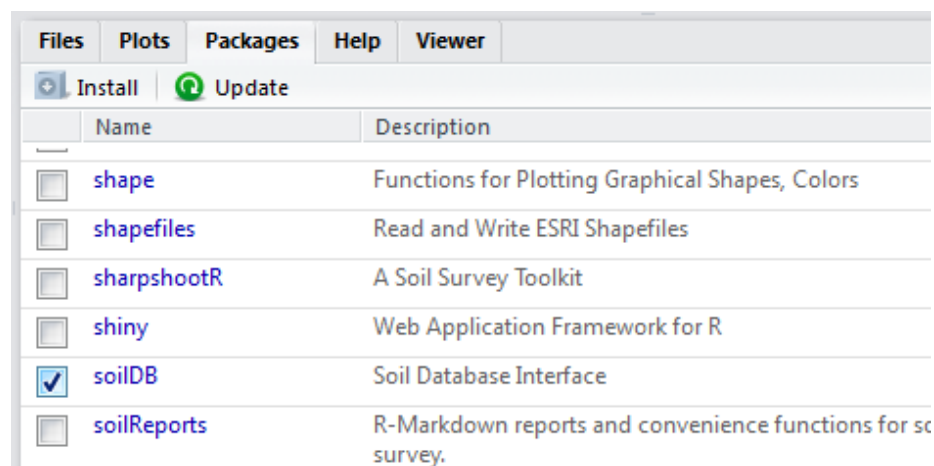 Files Plots Packages Help Viewer
Install Update
Name Description
shape Functions for Plotting Graphical Shapes, Colors
shapefiles Read and Write ESRI Shapefiles
sharpshootR A Soil Survey Toolkit
shiny Web Application Framework for R
soilDB Soil Database Interface
soilReports R-Markdown reports and convenience functions for
survey.